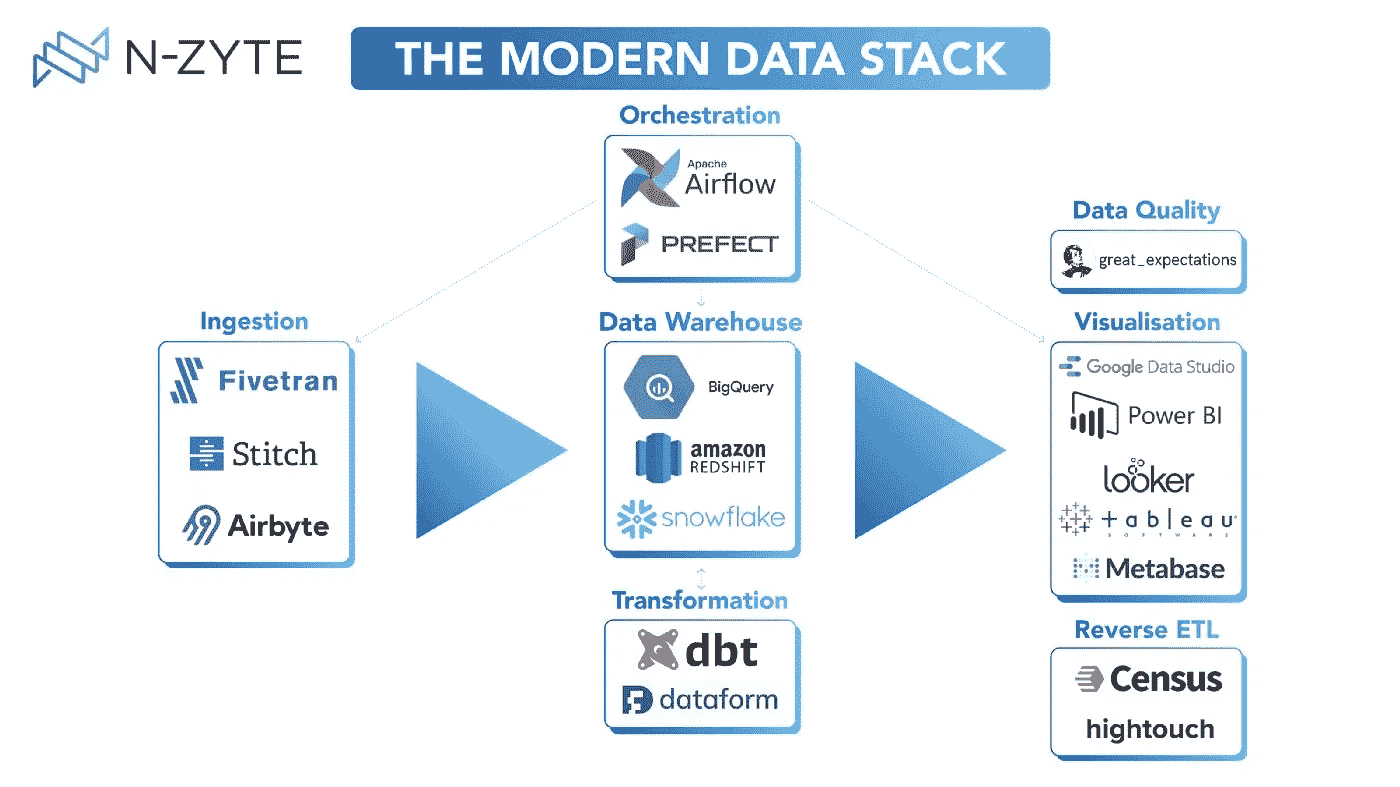 N-ZYTE
THE MODERN DATA STACK
Orchestration
Apache
Airflow
PREFECT
Ingestion
Fivetran
Stitch
Airbyte
Data Warehouse
BigQuery
amazon
REDSHIFT
snowflake
Transformation
dbt
dataform
Data Quality
great_expectations
Visualisation
Google Data Studio
Power BI
looker
tableau
SOFTWARE
Metabase
Reverse ETL
Census
hightouch